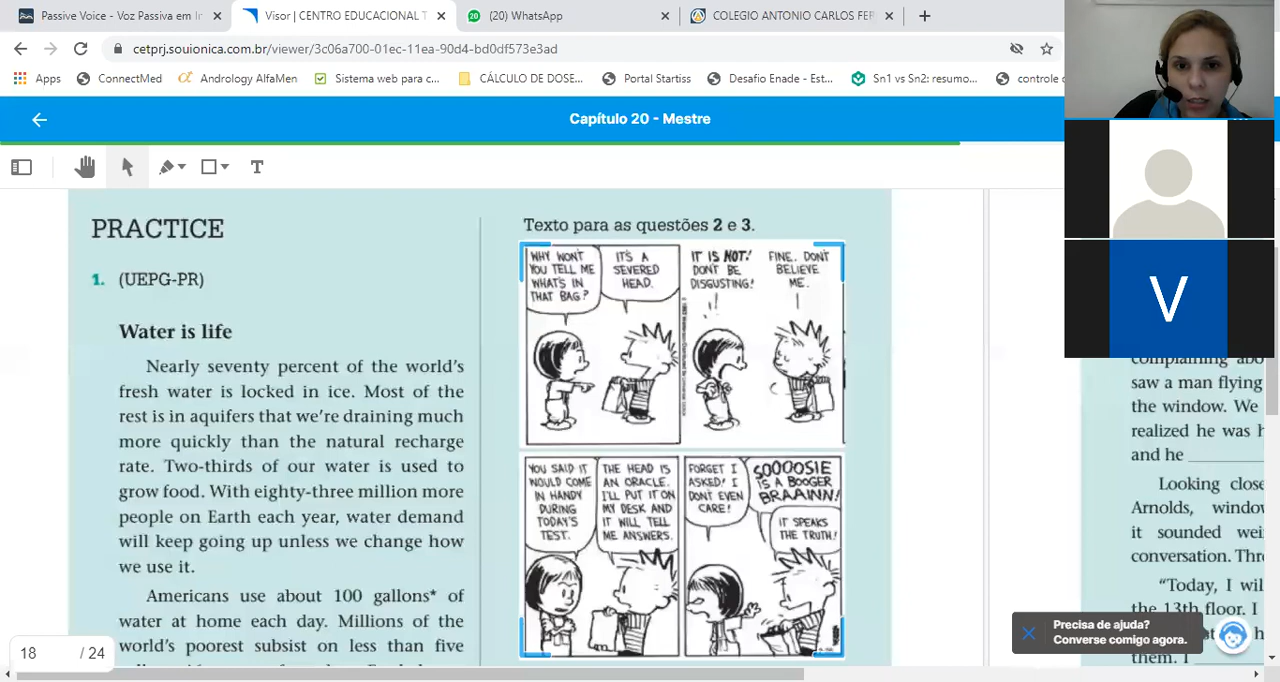 Passive Voice - Voz Passiva em In
Visor | CENTRO EDUCACIONAL T
(20) WhatsApp
COLEGIO ANTONIO CARLOS FER
cetprj.souionica.com.br/viewer/3c06a700-01ec-11ea-90d4-bd0df573e3ad
Apps
ConnectMed
Andrology AlfaMen
Sistema web para c...
CÁLCULO DE DOSE...
Portal Startiss
Desafio Enade - Est...
Sn1 vs Sn2: resumo...
controle
Capítulo 20 - Mestre
T
PRACTICE
1. (UEPG-PR)
Water is life
Nearly seventy percent of the world's
fresh water is locked in ice. Most of the
rest is in aquifers that we're draining much
more quickly than the natural recharge
rate. Two-thirds of our water is used to
grow food. With eighty-three million more
people on Earth each year, water demand
will keep going up unless we change how
we use it.
Americans use about 100 gallons* of
water at home each day. Millions of the
world's poorest subsist on less than five
Texto para as questões 2 e 3.
WHY WON'T
YOU TELL ME
WHAT'S IN
THAT BAG?
IT'S A
SEVERED
HEAD.
IT IS NOT!
DON'T BE
DISGUSTING!
FINE. DON'T
BELIEVE
ME.
YOU SAID IT
WOULD COME
IN HANDY
DURING
TODAY'S
TEST.
THE HEAD IS
AN ORACLE.
I'LL PUT IT ON
MY DESK AND
IT WILL TELL
ME ANSWERS.
FORGET I
ASKED! I
DON'T EVEN
CARE!
SOOOOSIE
IS A BOOGER
BRAAINN!
IT SPEAKS
THE TRUTH!
V
complaining abo
saw a man flying
the window. We
realized he was h
and he
Looking close
Arnolds, window
it sounded wei
conversation. Thr
"Today, I wil
the 13th floor. I
them. I
Precisa de ajuda?
Converse comigo agora.
18 / 24